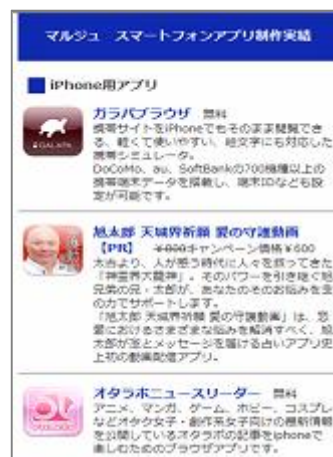 マルジュ スマートフォンアプリ制作実績
iPhone用アプリ
ガラパブラウザ 無料
携帯サイトをiPhoneでもそのまま閲覧でき
る、軽くて使いやすい、絵文字にも対応した
携帯シミュレータ。
DoCoMo、au、SoftBankの700機種以上の
携帯端末データを搭載し、端末IDなども設
定が可能です。
旭太郎 天城界祈願 愛の守護動画
【PR】 ¥800キャンペーン価格¥600
太古より、人が惑う時代に人々を救ってきた
「神霊界大龍神」。そのパワーを引き継ぐ旭
兄弟の兄・太郎が、あなたのそのお悩みを霊
の力でサポートします。
「旭太郎 天城界祈願 愛の守護動画」は、恋
愛におけるさまざまな悩みを解消すべく、旭
太郎が念とメッセージを届ける占いアプリ史
上初の動画配信アプリ。
オタラボニュースリーダー 無料
アニメ、マンガ、ゲーム、ホビー、コスプレ
などオタク女子・創作系女子向けの最新情報
を公開しているオタラボの記事をiphoneで
楽しむためのブラウザアプリです。